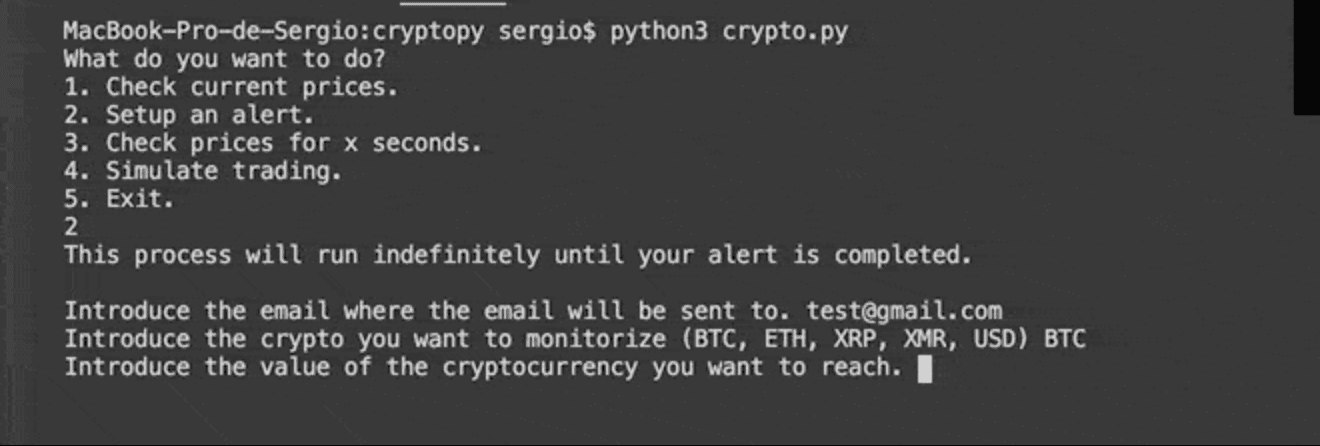 MacBook-Pro-de-Sergio:cryptopy sergio$ python3 crypto.py
What do you want to do?
1. Check current prices.
2. Setup an alert.
3. Check prices for x seconds.
4. Simulate trading.
5. Exit.
2
This process will run indefinitely until your alert is completed.
Introduce the email where the email will be sent to. test@gmail.com
Introduce the crypto you want to monitorize (BTC, ETH, XRP, XMR, USD) BTC
Introduce the value of the cryptocurrency you want to reach.